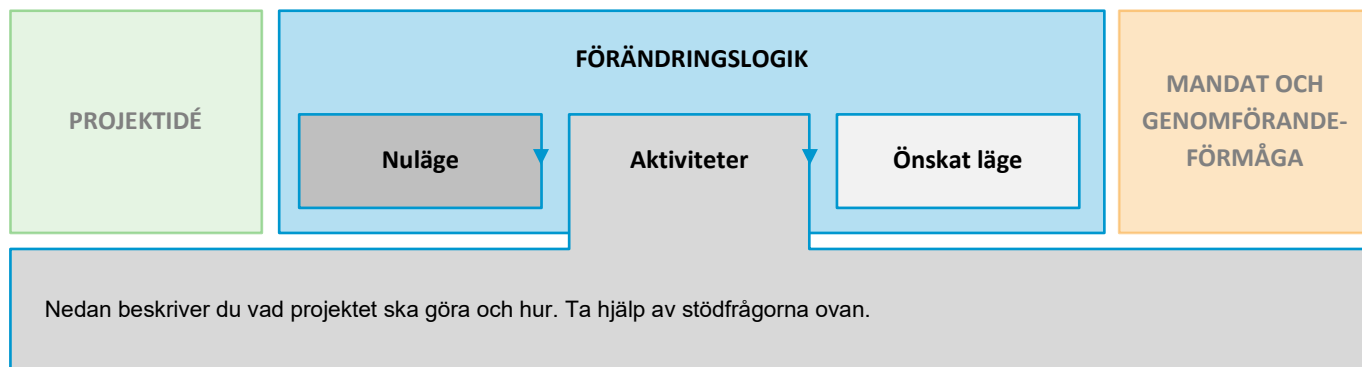 PROJEKTIDÉ
FÖRÄNDRINGSLOGIK
Nuläge
Aktiviteter
Önskat läge
MANDAT OCH
GENOMFÖRANDE-
FÖRMÅGA
Nedan beskriver du vad projektet ska göra och hur. Ta hjälp av stödfrågorna ovan.